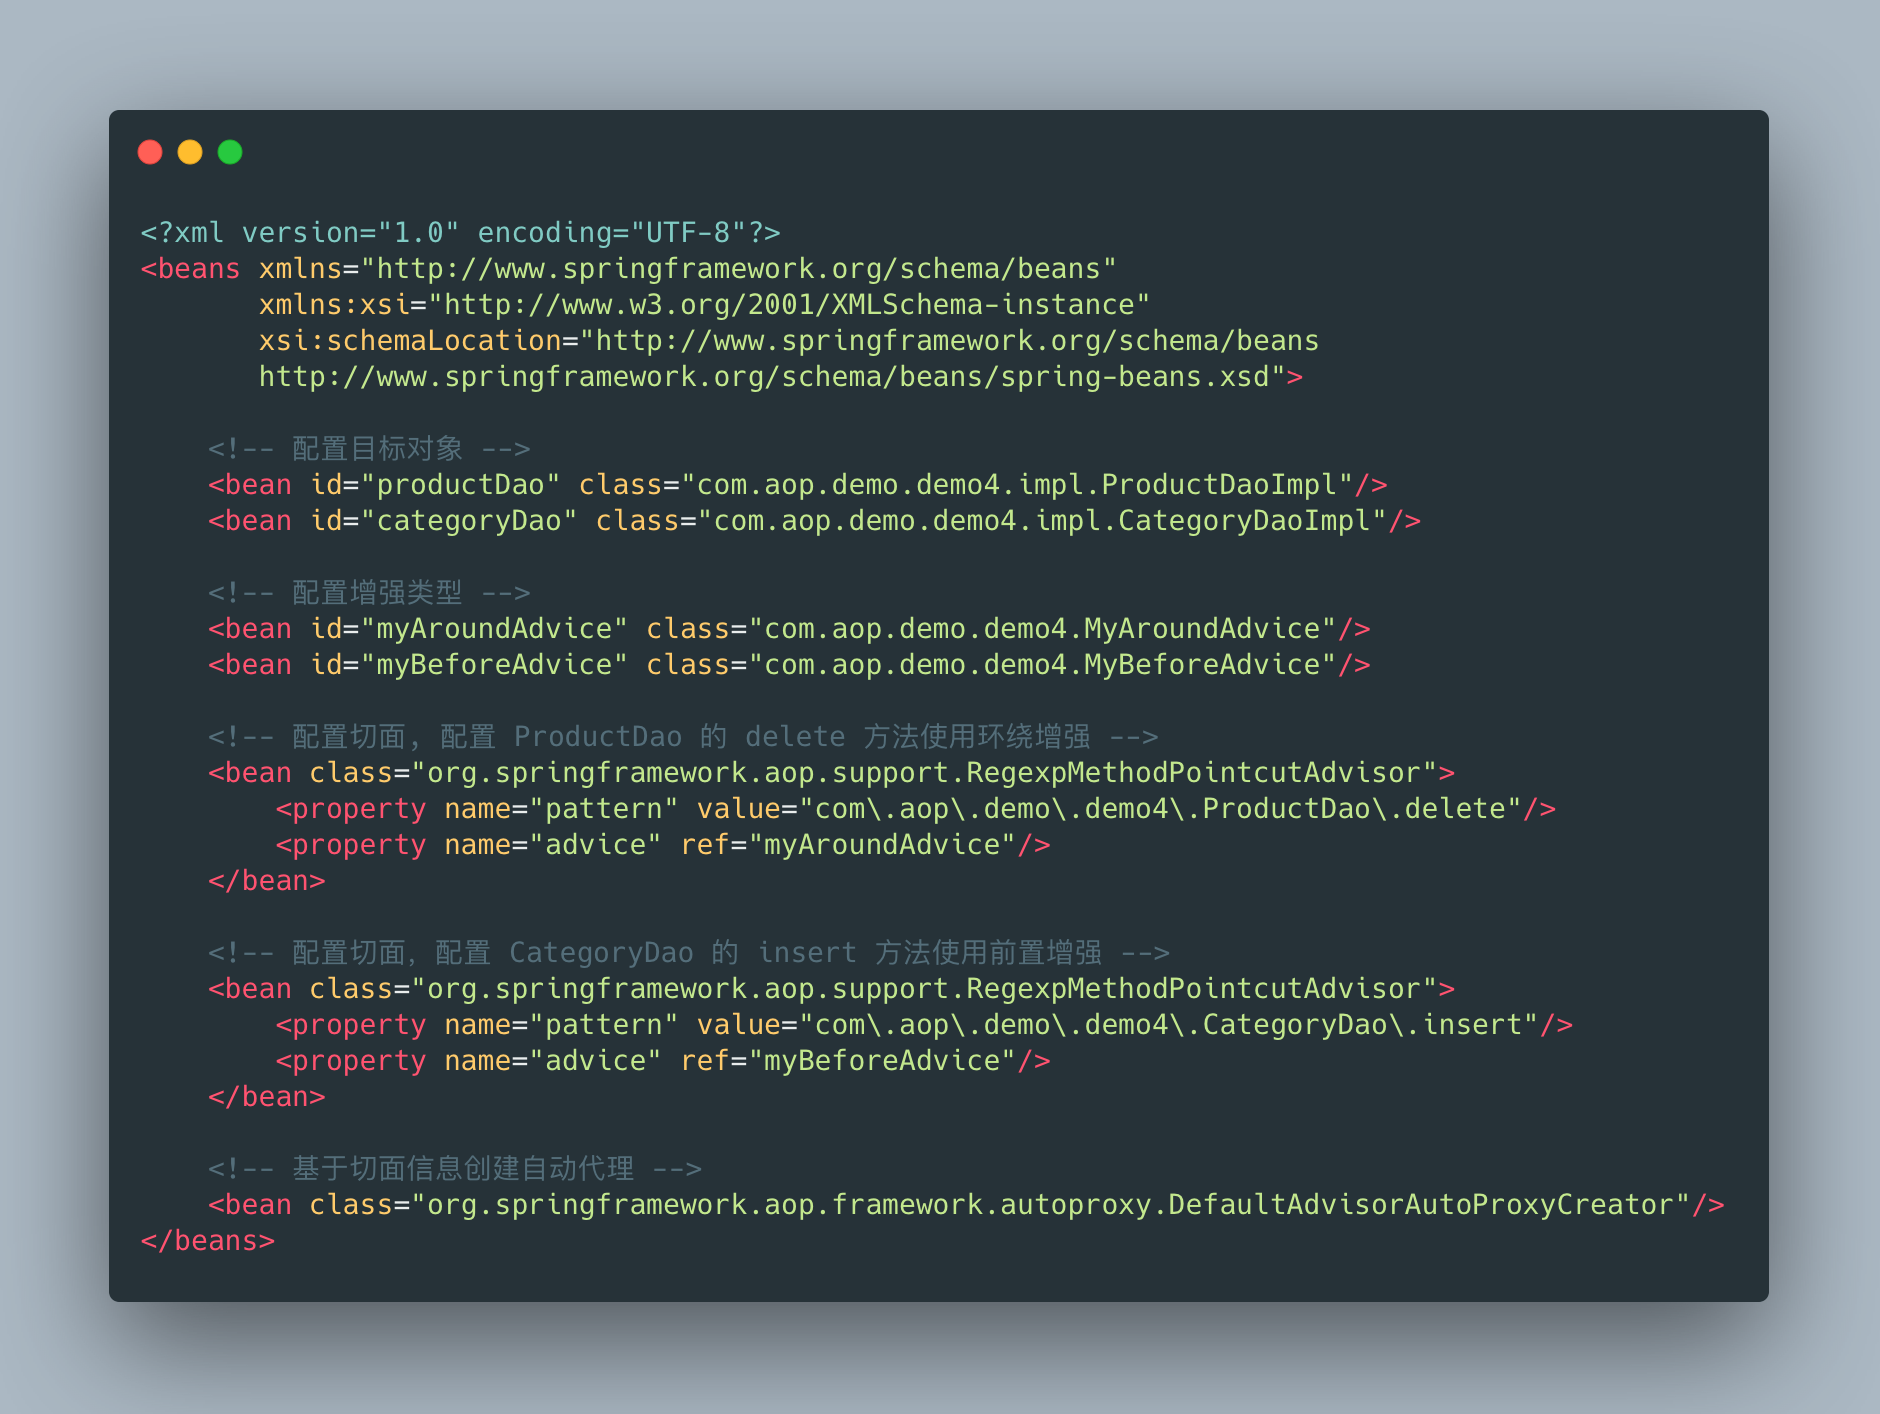 <?xml version="1.0" encoding="UTF-8"?>
<beans xmlns="http://www.springframework.org/schema/beans"
       xmlns:xsi="http://www.w3.org/2001/XMLSchema-instance"
       xsi:schemaLocation="http://www.springframework.org/schema/beans
       http://www.springframework.org/schema/beans/spring-beans.xsd">

    <!-- 配置目标对象 -->
    <bean id="productDao" class="com.aop.demo.demo4.impl.ProductDaoImpl"/>
    <bean id="categoryDao" class="com.aop.demo.demo4.impl.CategoryDaoImpl"/>

    <!-- 配置增强类型 -->
    <bean id="myAroundAdvice" class="com.aop.demo.demo4.MyAroundAdvice"/>
    <bean id="myBeforeAdvice" class="com.aop.demo.demo4.MyBeforeAdvice"/>

    <!-- 配置切面, 配置 ProductDao 的 delete 方法使用环绕增强 -->
    <bean class="org.springframework.aop.support.RegexpMethodPointcutAdvisor">
        <property name="pattern" value="com\.aop\.demo\.demo4\.ProductDao\.delete"/>
        <property name="advice" ref="myAroundAdvice"/>
    </bean>

    <!-- 配置切面，配置 CategoryDao 的 insert 方法使用前置增强 -->
    <bean class="org.springframework.aop.support.RegexpMethodPointcutAdvisor">
        <property name="pattern" value="com\.aop\.demo\.demo4\.CategoryDao\.insert"/>
        <property name="advice" ref="myBeforeAdvice"/>
    </bean>

    <!-- 基于切面信息创建自动代理 -->
    <bean class="org.springframework.aop.framework.autoproxy.DefaultAdvisorAutoProxyCreator"/>
</beans>